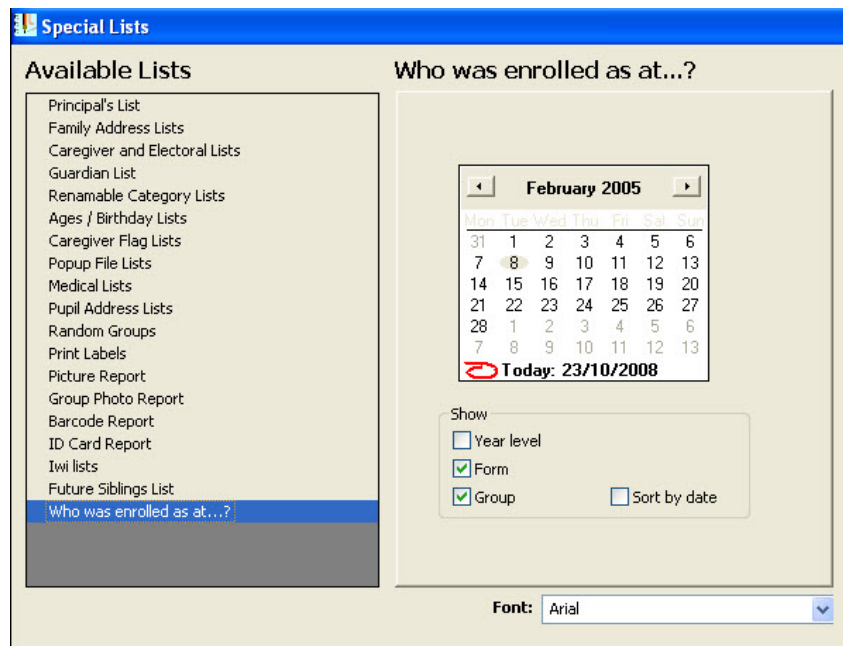 Special Lists
Available Lists
Principal's List
Family Address Lists
Caregiver and Electoral Lists
Guardian List
Renamable Category Lists
Ages / Birthday Lists
Caregiver Flag Lists
Popup File Lists
Medical Lists
Pupil Address Lists
Random Groups
Print Labels
Picture Report
Group Photo Report
Barcode Report
ID Card Report
Iwi lists
Future Siblings List
Who was enrolled as at...?
Who was enrolled as at...?
February 2005
Mon Tue Wed Thu Fri Sat Sun
31 1 2 3 4 5 6
7 8 9 10 11 12 13
14 15 16 17 18 19 20
21 22 23 24 25 26 27
28 1 2 3 4 5 6
7 8 9 10 11 12 13
Today: 23/10/2008
Show
Year level
Form
Group Sort by date
Font: Arial